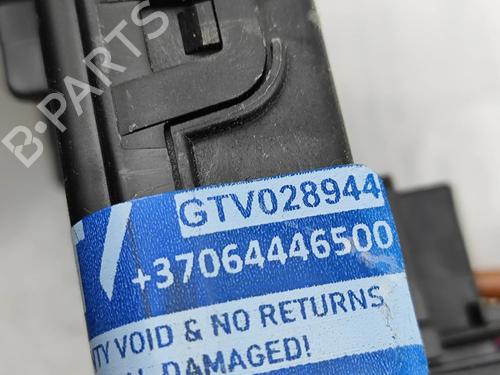 B-PARTS
GTV028944
+37064446500
TY VOID & NO RETURNS
DAMAGED!